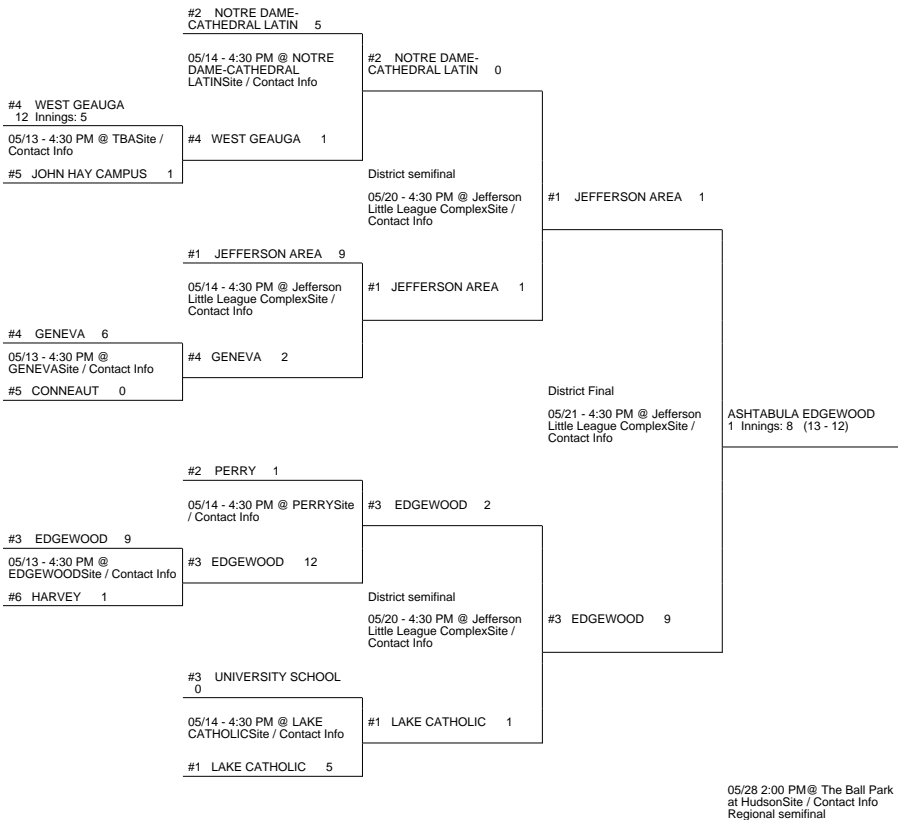 #2 NOTRE DAME-
CATHEDRAL LATIN 5
05/14 - 4:30 PM @ NOTRE
DAME-CATHEDRAL
LATINSite / Contact Info
#2 NOTRE DAME-
CATHEDRAL LATIN 0
#4 WEST GEAUGA
12 Innings: 5
05/13 - 4:30 PM @ TBASite /
Contact Info
#4 WEST GEAUGA 1
#5 JOHN HAY CAMPUS 1
District semifinal
05/20 - 4:30 PM @ Jefferson
Little League ComplexSite /
Contact Info
#1 JEFFERSON AREA 1
#1 JEFFERSON AREA 9
05/14 - 4:30 PM @ Jefferson
Little League ComplexSite /
Contact Info
#1 JEFFERSON AREA 1
#4 GENEVA 6
05/13 - 4:30 PM @
GENEVASite / Contact Info
#4 GENEVA 2
#5 CONNEAUT 0
District Final
05/21 - 4:30 PM @ Jefferson
Little League ComplexSite /
Contact Info
ASHTABULA EDGEWOOD
1 Innings: 8 (13 - 12)
#2 PERRY 1
05/14 - 4:30 PM @ PERRYSite
/ Contact Info
#3 EDGEWOOD 2
#3 EDGEWOOD 9
05/13 - 4:30 PM @
EDGEWOODSite / Contact Info
#3 EDGEWOOD 12
#6 HARVEY 1
District semifinal
05/20 - 4:30 PM @ Jefferson
Little League ComplexSite /
Contact Info
#3 EDGEWOOD 9
#3 UNIVERSITY SCHOOL
0
05/14 - 4:30 PM @ LAKE
CATHOLICSite / Contact Info
#1 LAKE CATHOLIC 1
#1 LAKE CATHOLIC 5
05/28 2:00 PM@ The Ball Park
at HudsonSite / Contact Info
Regional semifinal